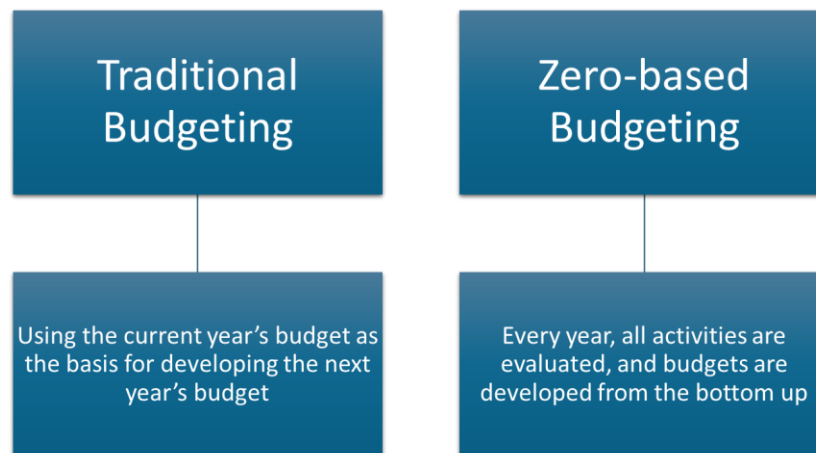 Traditional
Budgeting
Using the current year’s budget as
the basis for developing the next
year’s budget
Zero-based
Budgeting
Every year, all activities are
evaluated, and budgets are
developed from the bottom up